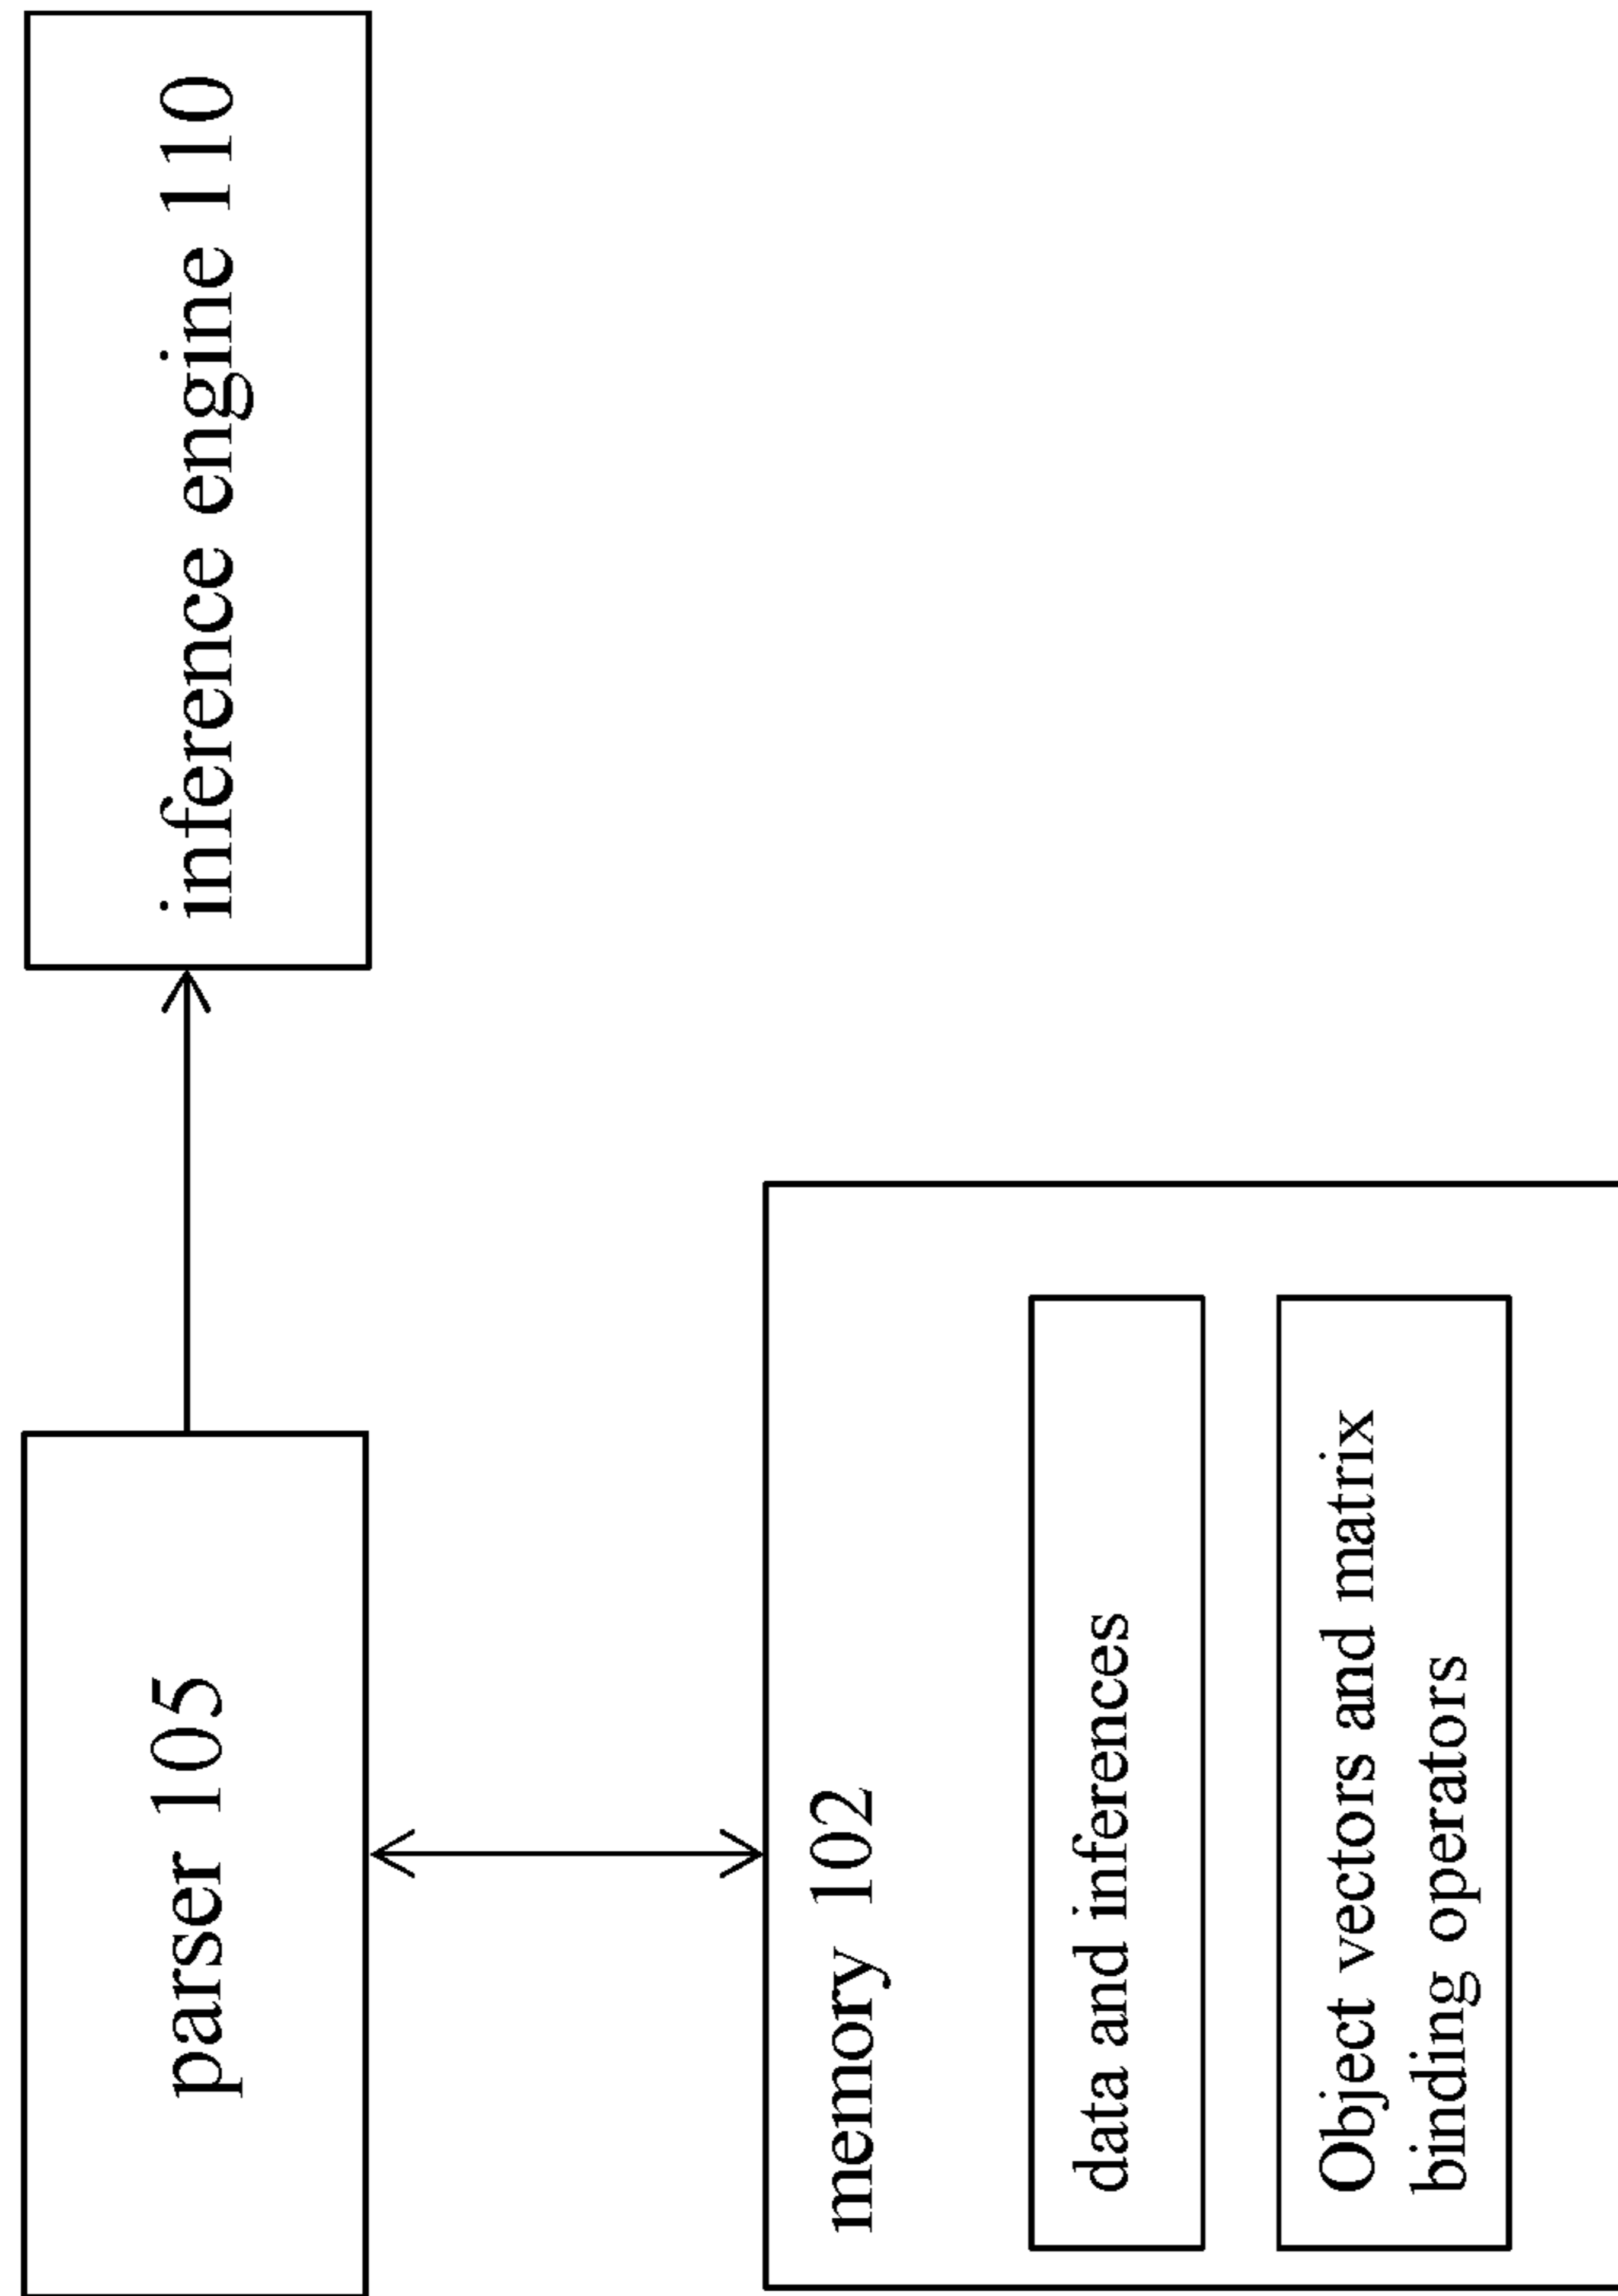 parser 105
inference engine 110
memory 102
data and inferences
Object vectors and matrix
binding operators